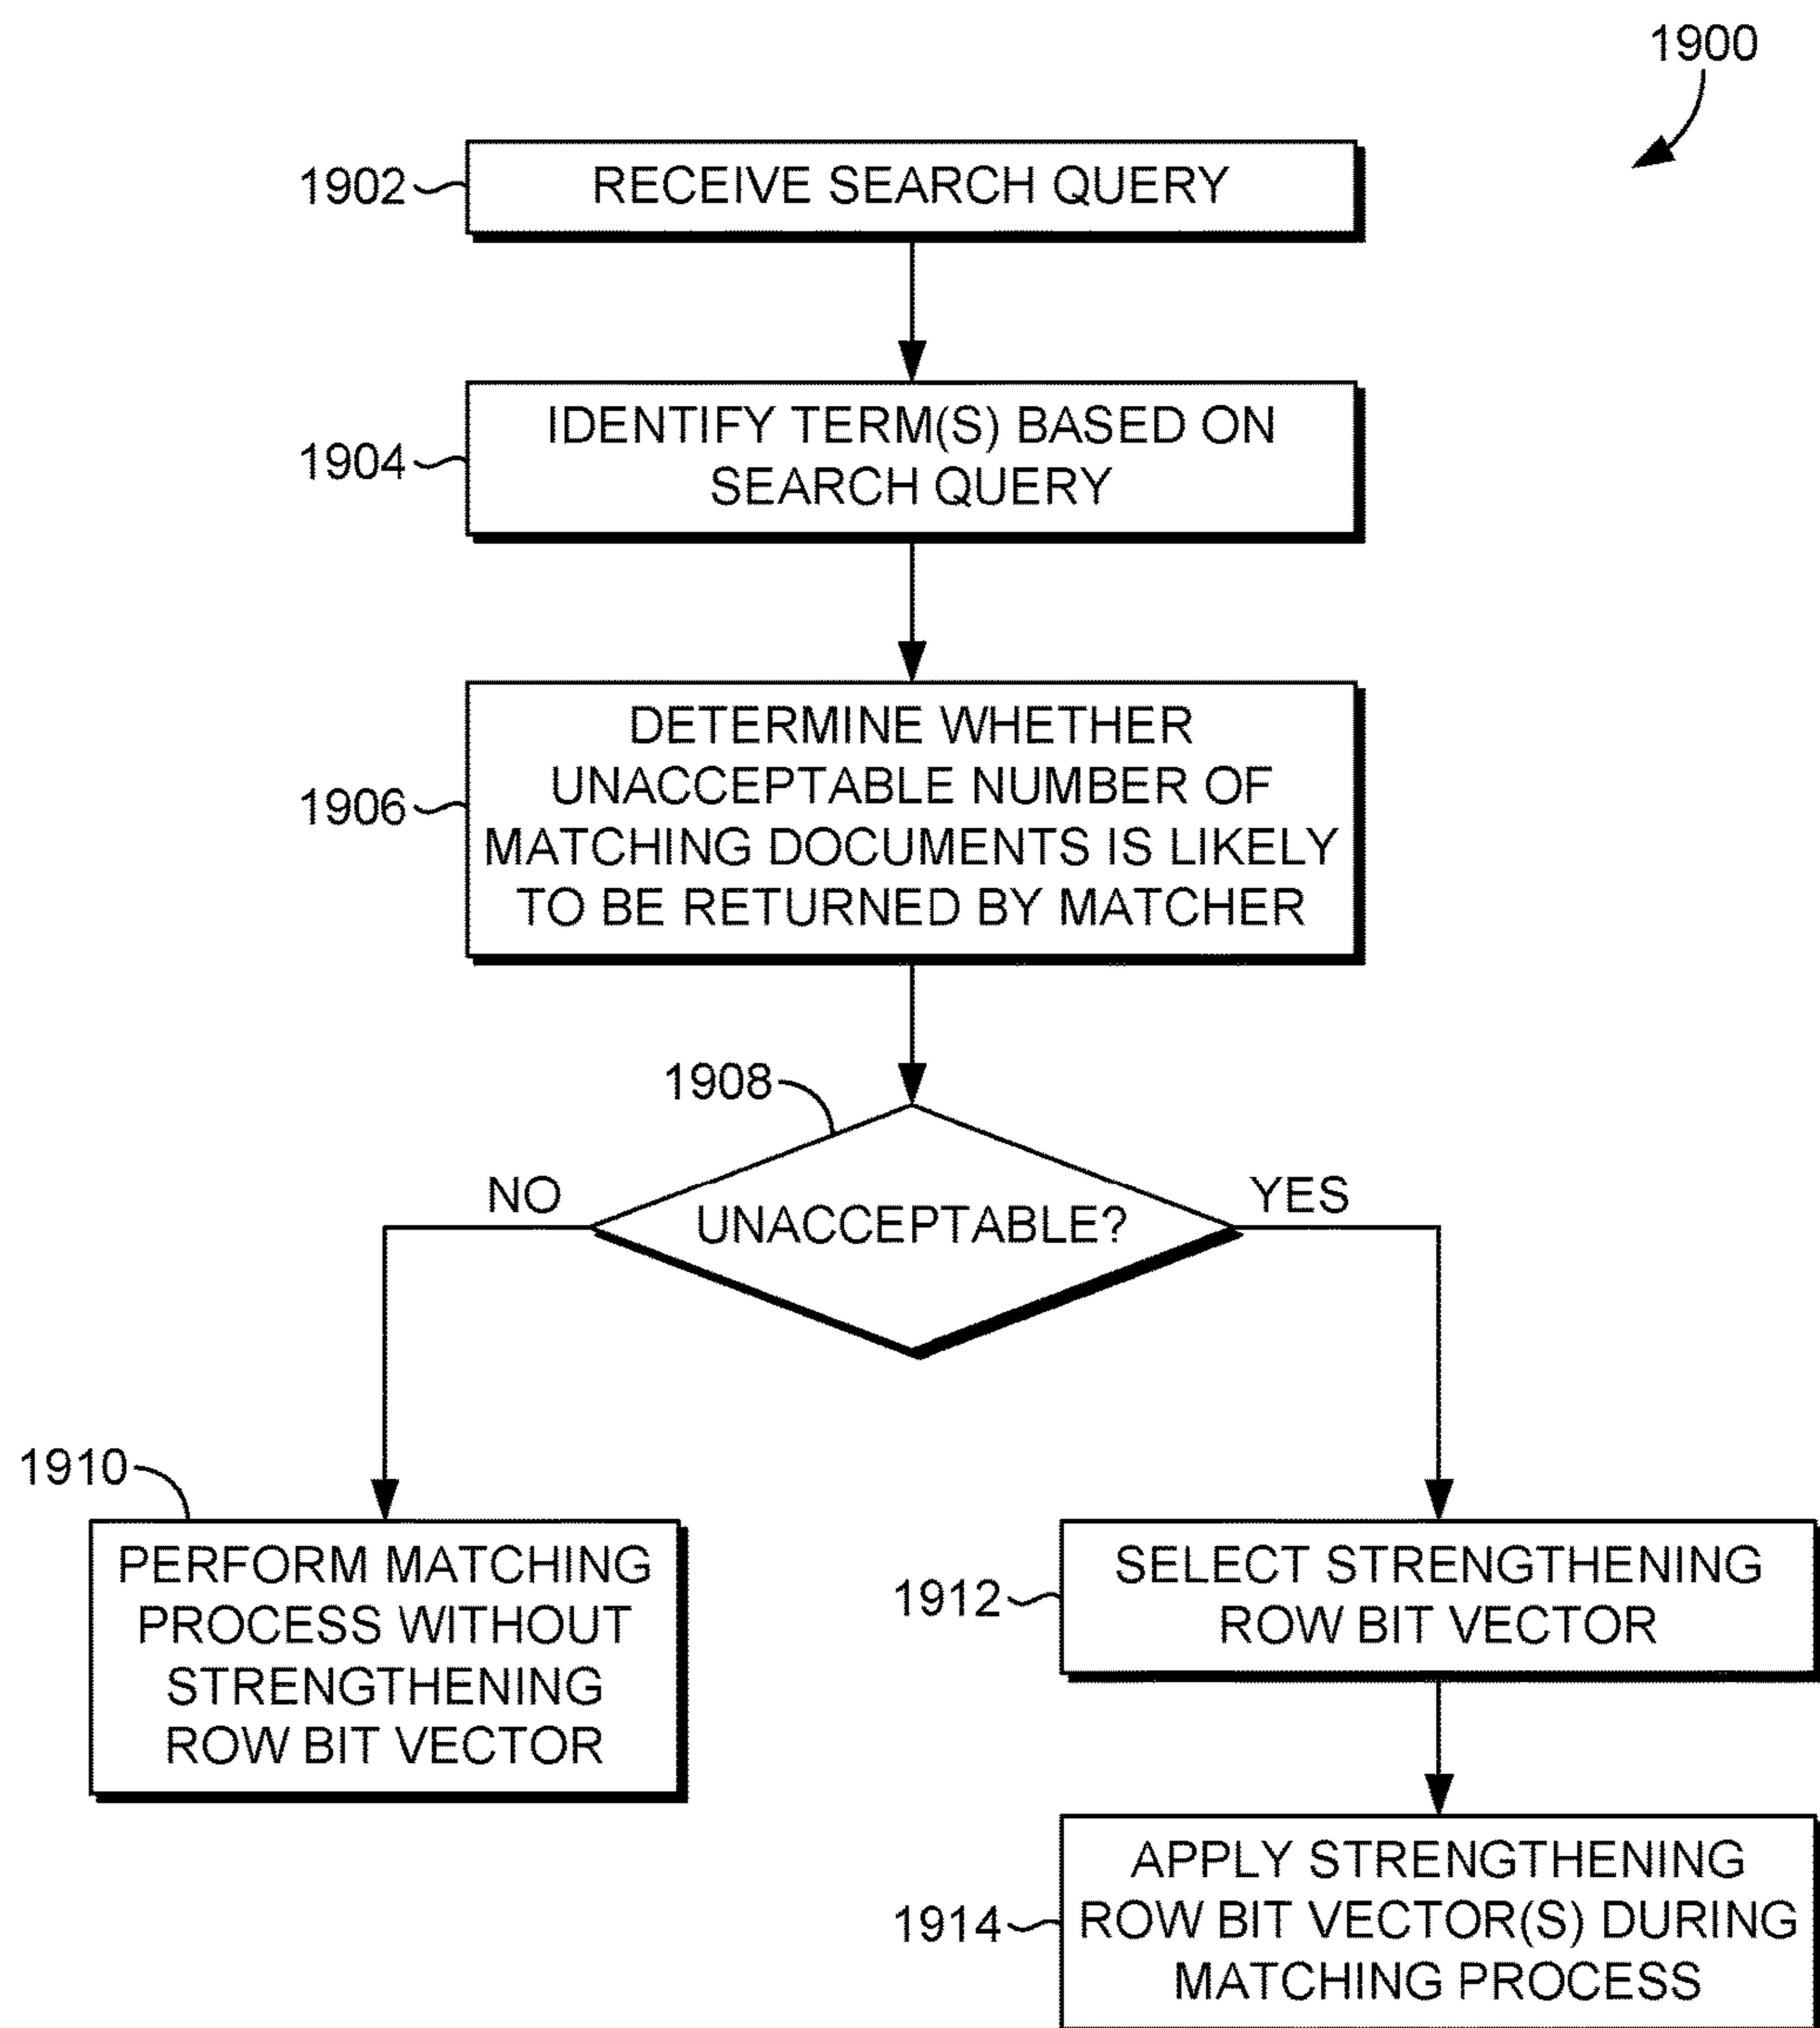 1900
1902
RECEIVE SEARCH QUERY
1904
IDENTIFY TERM(S) BASED ON
SEARCH QUERY
1906
DETERMINE WHETHER
UNACCEPTABLE NUMBER OF
MATCHING DOCUMENTS IS LIKELY
TO BE RETURNED BY MATCHER
1908
NO
UNACCEPTABLE?
YES
1910
PERFORM MATCHING
PROCESS WITHOUT
STRENGTHENING
ROW BIT VECTOR
1912
SELECT STRENGTHENING
ROW BIT VECTOR
1914
APPLY STRENGTHENING
ROW BIT VECTOR(S) DURING
MATCHING PROCESS